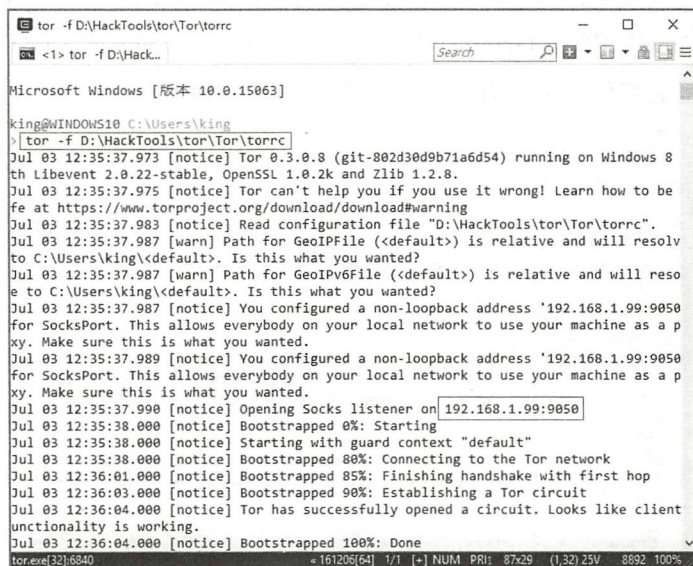 tor -f D:\HackTools\tor\Tor\torrc
<1> tor -f D:\Hack...
Search
Microsoft Windows [版本 10.0.15063]
king@WINDOWS10 C:\Users\king
> tor -f D:\HackTools\tor\Tor\torrc
Jul 03 12:35:37.973 [notice] Tor 0.3.0.8 (git-802d30d9b71a6d54) running on Windows 8
th Libevent 2.0.22-stable, OpenSSL 1.0.2k and Zlib 1.2.8.
Jul 03 12:35:37.975 [notice] Tor can't help you if you use it wrong! Learn how to be
fe at https://www.torproject.org/download/download#warning
Jul 03 12:35:37.983 [notice] Read configuration file "D:\HackTools\tor\Tor\torrc".
Jul 03 12:35:37.987 [warn] Path for GeoIPFile (<default>) is relative and will resolv
to C:\Users\king\<default>. Is this what you wanted?
Jul 03 12:35:37.987 [warn] Path for GeoIPv6File (<default>) is relative and will reso
e to C:\Users\king\<default>. Is this what you wanted?
Jul 03 12:35:37.987 [notice] You configured a non-loopback address '192.168.1.99:9050
for SocksPort. This allows everybody on your local network to use your machine as a p
xy. Make sure this is what you wanted.
Jul 03 12:35:37.989 [notice] You configured a non-loopback address '192.168.1.99:9050
for SocksPort. This allows everybody on your local network to use your machine as a p
xy. Make sure this is what you wanted.
Jul 03 12:35:37.990 [notice] Opening Socks listener on 192.168.1.99:9050
Jul 03 12:35:38.000 [notice] Bootstrapped 0%: Starting
Jul 03 12:35:38.000 [notice] Starting with guard context "default"
Jul 03 12:35:38.000 [notice] Bootstrapped 80%: Connecting to the Tor network
Jul 03 12:36:01.000 [notice] Bootstrapped 85%: Finishing handshake with first hop
Jul 03 12:36:03.000 [notice] Bootstrapped 90%: Establishing a Tor circuit
Jul 03 12:36:04.000 [notice] Tor has successfully opened a circuit. Looks like client
unctionality is working.
Jul 03 12:36:04.000 [notice] Bootstrapped 100%: Done
tor.exe[32]:6840 « 161206[64] 1/1 [+] NUM PRI↕ 87x29 (1,32) 25V 8892 100%